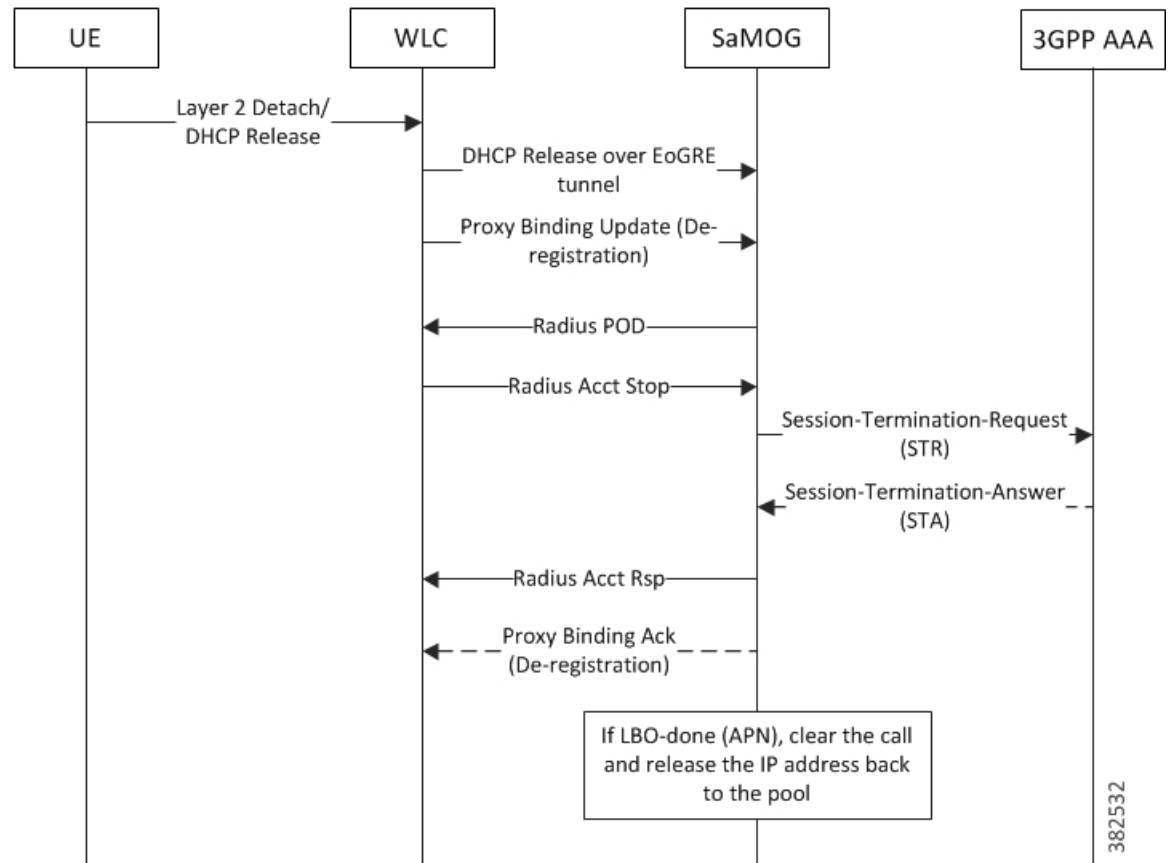 UE
WLC
SaMOG
3GPP AAA
Layer 2 Detach/
DHCP Release
DHCP Release over EoGRE
tunnel
Proxy Binding Update (De-
registration)
Radius POD
Radius Acct Stop
Session-Termination-Request
(STR)
Session-Termination-Answer
(STA)
Radius Acct Rsp
Proxy Binding Ack
(De-registration)
If LBO-done (APN), clear the call
and release the IP address back
to the pool
382532